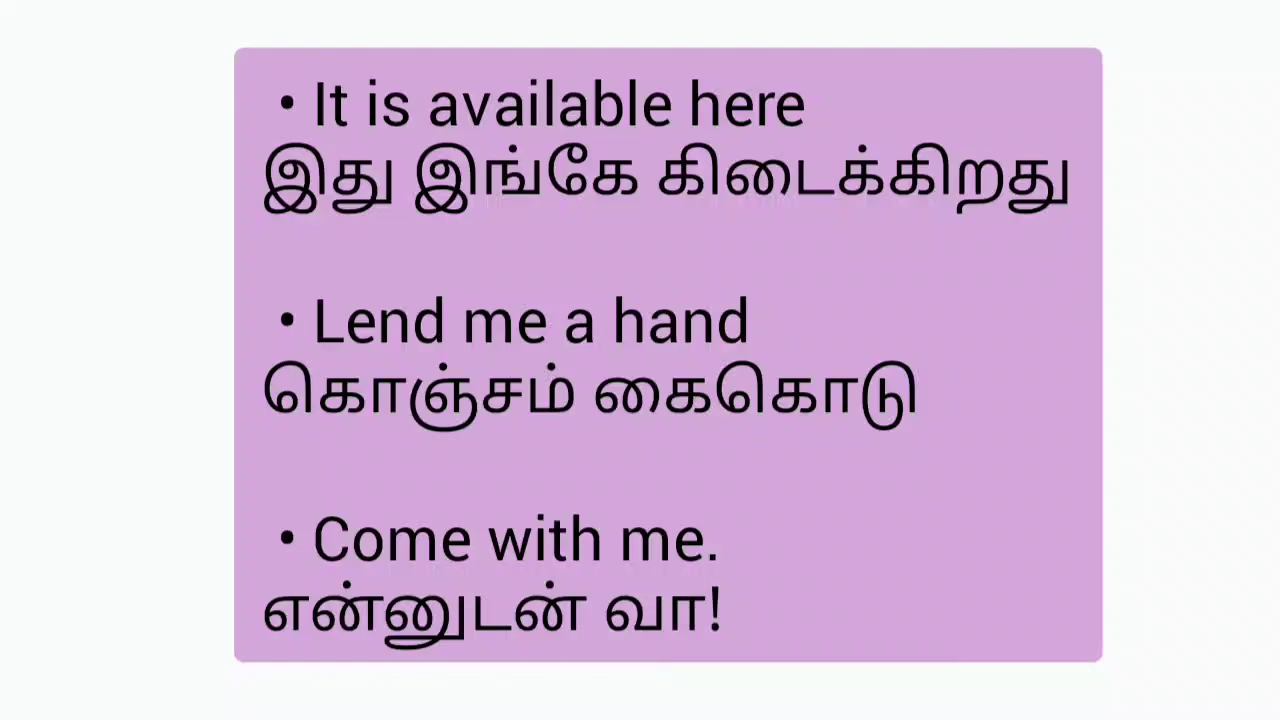 • It is available here
இது இங்கே கிடைக்கிறது
• Lend me a hand
கொஞ்சம் கைகொடு
• Come with me.
என்னுடன் வா!